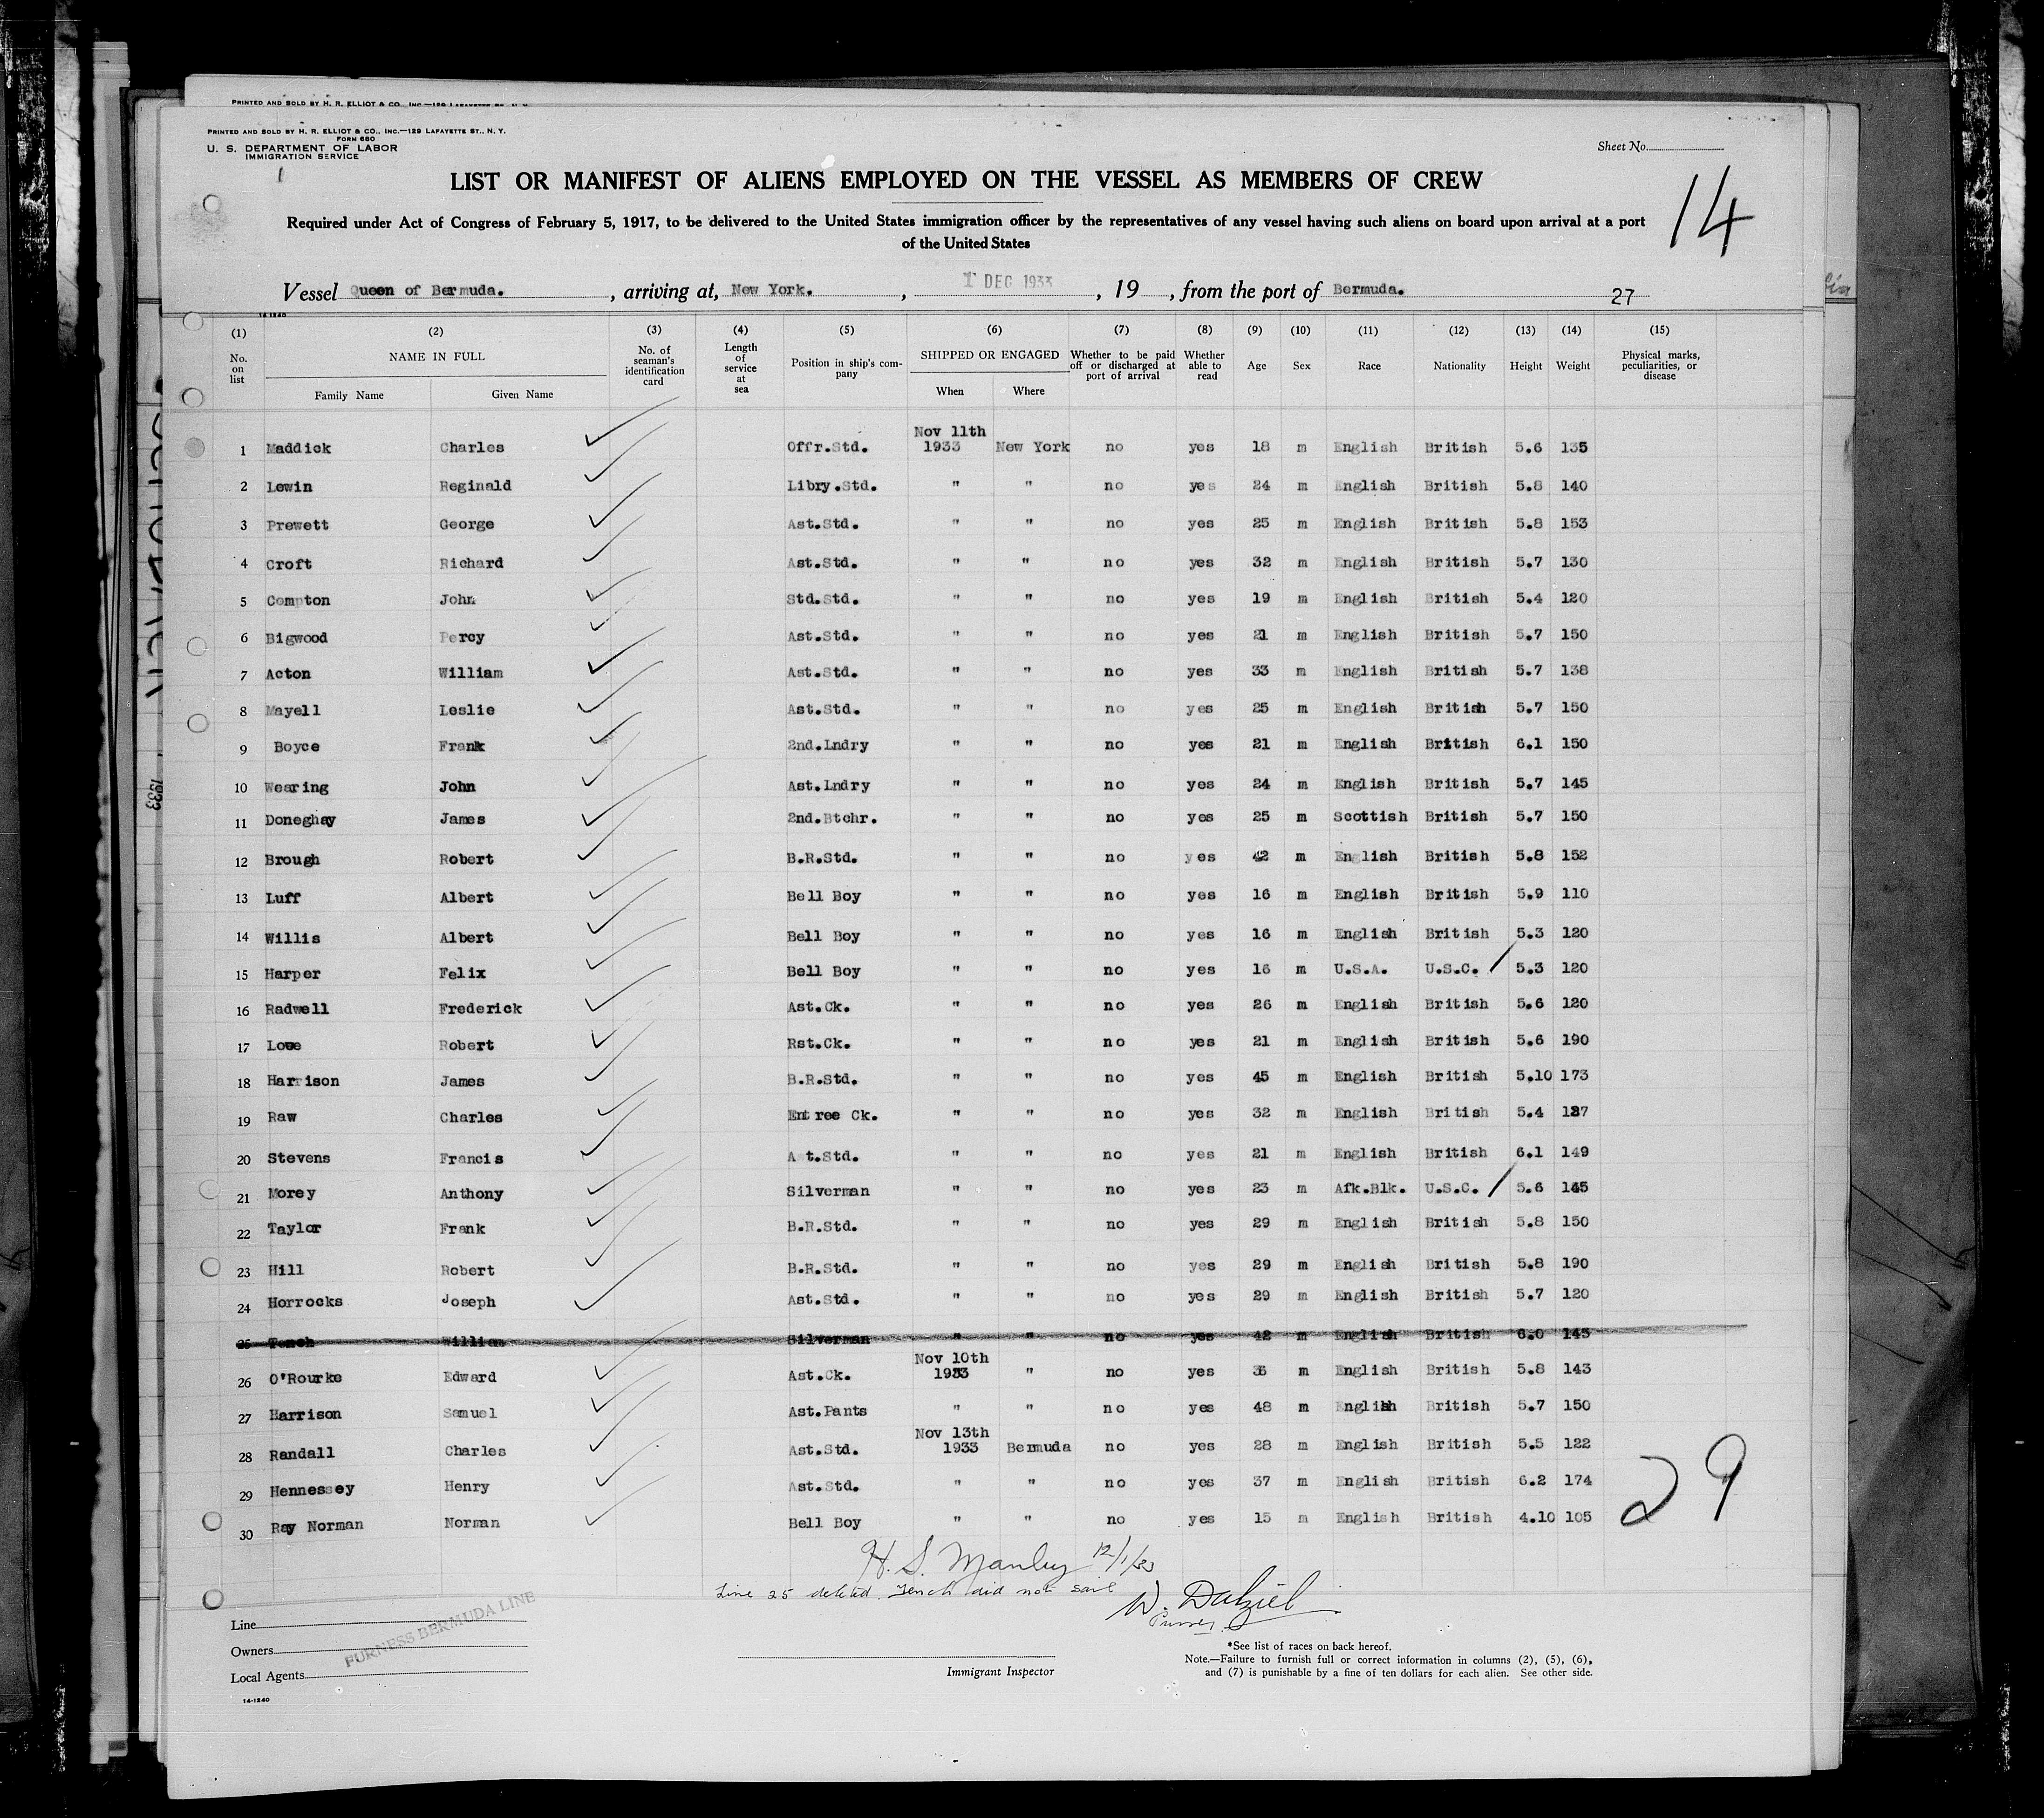 PRINTED AND SOLD BY H. R. ELLIOT & CO., INC.—129 LAFAYETTE ST., N. Y.
PRINTED AND SOLD BY H. R. ELLIOT & CO., INC.—129 LAFAYETTE ST., N. Y.
FORM 680
U. S. DEPARTMENT OF LABOR
IMMIGRATION SERVICE
Sheet No.
1
LIST OR MANIFEST OF ALIENS EMPLOYED ON THE VESSEL AS MEMBERS OF CREW
14
Required under Act of Congress of February 5, 1917, to be delivered to the United States immigration officer by the representatives of any vessel having such aliens on board upon arrival at a port
of the United States
Vessel Queen of Bermuda. , arriving at, New York. , 1 DEC 1933 , 19 , from the port of Bermuda. 27
14-1240
(1) (2) (3) (4) (5) (6) (7) (8) (9) (10) (11) (12) (13) (14) (15)
No. on list NAME IN FULL Family Name Given Name No. of seaman's identification card Length of service at sea Position in ship's company SHIPPED OR ENGAGED When Where Whether to be paid off or discharged at port of arrival Whether able to read Age Sex Race Nationality Height Weight Physical marks, peculiarities, or disease
1 Maddick Charles Offr.Std. Nov 11th 1933 New York no yes 18 m English British 5.6 135
2 Lewin Reginald Libry.Std. " " no yes 24 m English British 5.8 140
3 Prewett George Ast.Std. " " no yes 25 m English British 5.8 153
4 Croft Richard Ast.Std. " " no yes 32 m English British 5.7 130
5 Compton John Std.Std. " " no yes 19 m English British 5.4 120
6 Bigwood Percy Ast.Std. " " no yes 21 m English British 5.7 150
7 Acton William Ast.Std. " " no yes 33 m English British 5.7 138
8 Mayell Leslie Ast.Std. " " no yes 25 m English British 5.7 150
9 Boyce Frank 2nd.Lndry " " no yes 21 m English British 6.1 150
10 Wearing John Ast.Lndry " " no yes 24 m English British 5.7 145
11 Doneghay James 2nd.Btchr. " " no yes 25 m Scottish British 5.7 150
12 Brough Robert B.R.Std. " " no yes 42 m English British 5.8 152
13 Luff Albert Bell Boy " " no yes 16 m English British 5.9 110
14 Willis Albert Bell Boy " " no yes 16 m English British 5.3 120
15 Harper Felix Bell Boy " " no yes 16 m U.S.A. U.S.C. / 5.3 120
16 Radwell Frederick Ast.Ck. " " no yes 26 m English British 5.6 120
17 Robert Rst.Ck. " " no yes 21 m English British 5.6 190
18 Harrison James B.R.Std. " " no yes 45 m English British 5.10 173
19 Raw Charles Entree Ck. " " no yes 32 m English British 5.4 127
20 Stevens Francis A t.Std. " " no yes 21 m English British 6.1 149
21 Morey Anthony Silverman " " no yes 23 m Afk.Blk. U.S.C. / 5.6 145
22 Taylor Frank B.R.Std. " " no yes 29 m English British 5.8 150
23 Hill Robert B.R.Std. " " no yes 29 m English British 5.8 190
24 Horrocks Joseph Ast.Std. " " no yes 29 m English British 5.7 120
25 Tench William Silverman " " no yes 42 m English British 6.0 145
26 O'Rourke Edward Ast.Ck. Nov 10th 1933 " no yes m English British 5.8 143
27 Harrison Samuel Ast.Pants " " no yes 48 m English British 5.7 150
28 Randall Charles Ast.Std. Nov 13th 1933 Bermuda no yes 28 m English British 5.5 122
29 Hennessey Henry Ast.Std. " " no yes 37 m English British 6.2 174
30 Ray Norman Norman Bell Boy " " no yes 15 m English British 4.10 105
29
H. S. Manley 12/1/33
Line 25 deleted. Tench did not sail
W. Dalziel
Purser.
Line
Owners
Local Agents
FURNESS BERMUDA LINE
14-1240
Immigrant Inspector
*See list of races on back hereof.
Note.—Failure to furnish full or correct information in columns (2), (5), (6),
and (7) is punishable by a fine of ten dollars for each alien. See other side.
1933